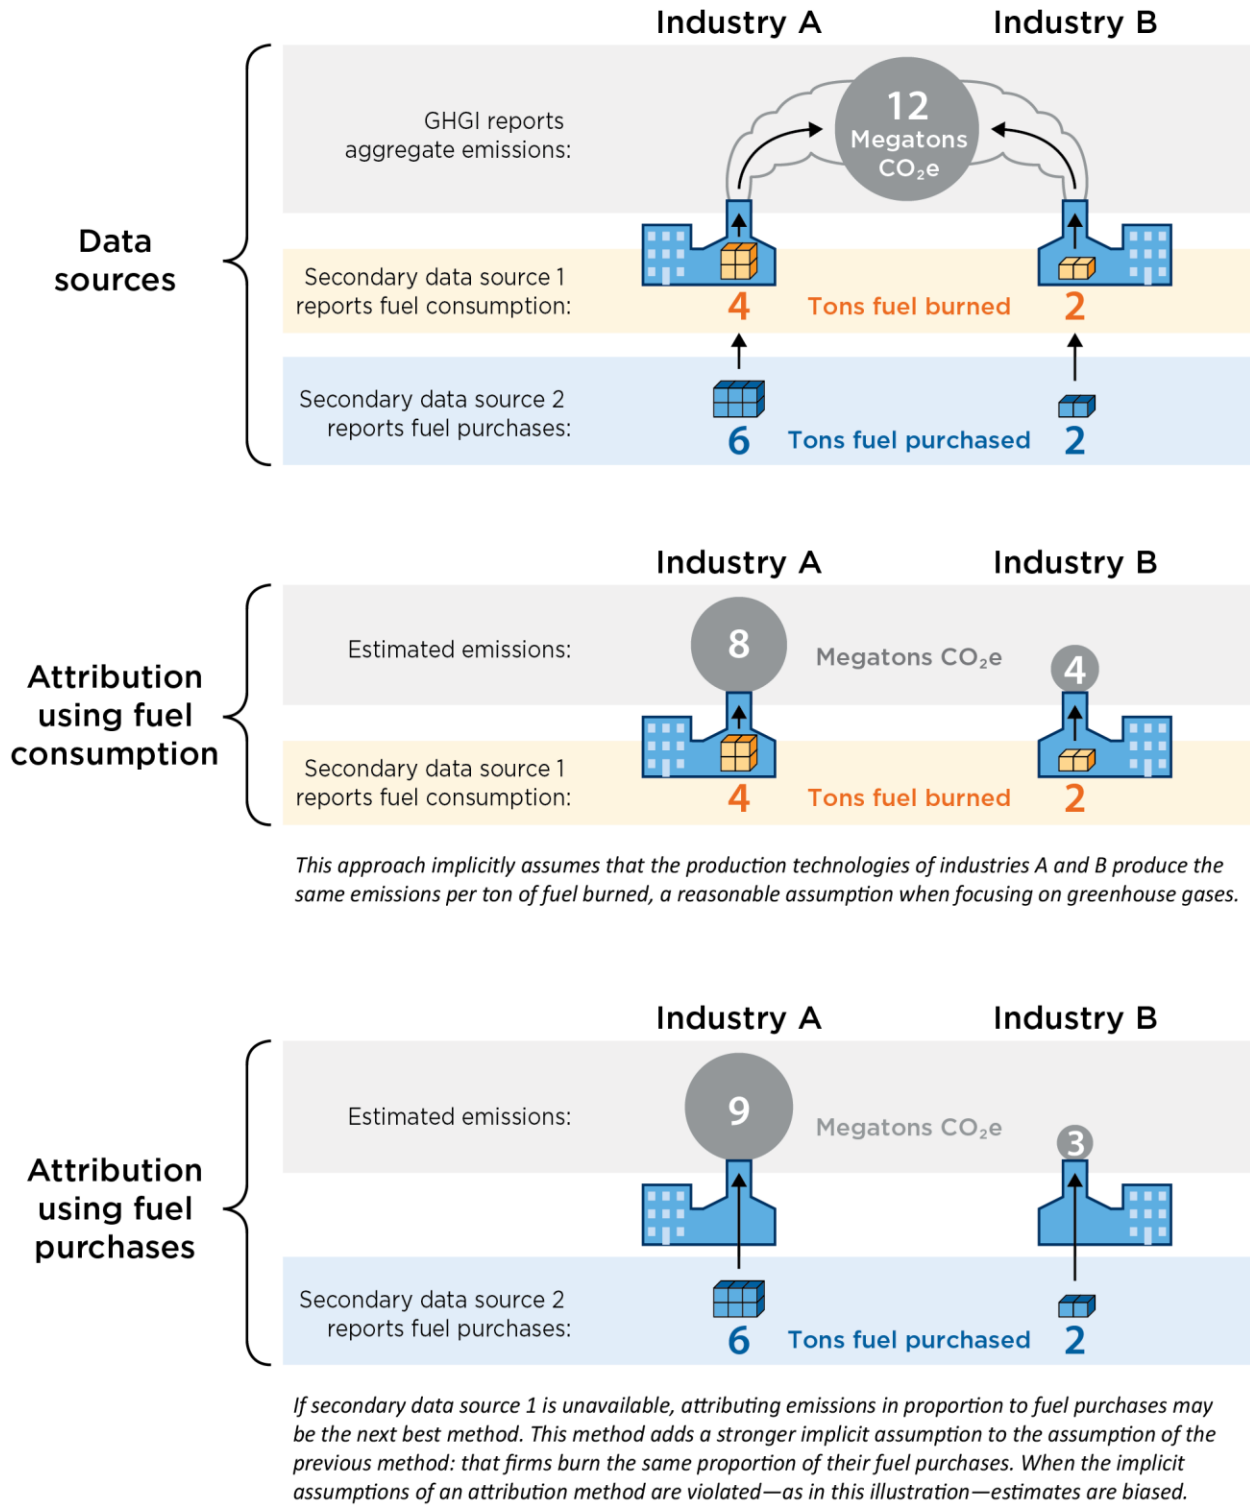 Industry A
Industry B
GHGI reports
aggregate emissions:
12
Megatons
CO₂e
Data
sources
Secondary data source 1
reports fuel consumption:
4
Tons fuel burned
2
Secondary data source 2
reports fuel purchases:
6
Tons fuel purchased
2
Industry A
Industry B
Estimated emissions:
8
Megatons CO₂e
4
Attribution
using fuel
consumption
Secondary data source 1
reports fuel consumption:
4
Tons fuel burned
2
This approach implicitly assumes that the production technologies of industries A and B produce the
same emissions per ton of fuel burned, a reasonable assumption when focusing on greenhouse gases.
Industry A
Industry B
Estimated emissions:
9
Megatons CO₂e
3
Attribution
using fuel
purchases
Secondary data source 2
reports fuel purchases:
6
Tons fuel purchased
2
If secondary data source 1 is unavailable, attributing emissions in proportion to fuel purchases may
be the next best method. This method adds a stronger implicit assumption to the assumption of the
previous method: that firms burn the same proportion of their fuel purchases. When the implicit
assumptions of an attribution method are violated—as in this illustration—estimates are biased.